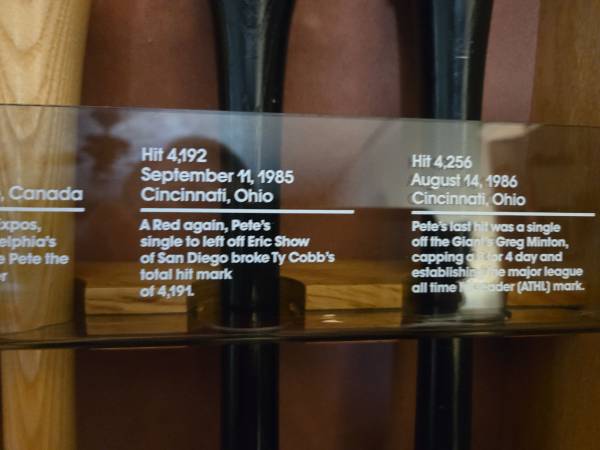 , Canada
Expos,
elphia's
e Pete the
r
Hit 4,192
September 11, 1985
Cincinnati, Ohio
A Red again, Pete's
single to left off Eric Show
of San Diego broke Ty Cobb's
total hit mark
of 4,191.
Hit 4,256
August 14, 1986
Cincinnati, Ohio
Pete's last hit was a single
off the Giant's Greg Minton,
capping a for 4 day and
establishing the major league
all time leader (ATHL) mark.